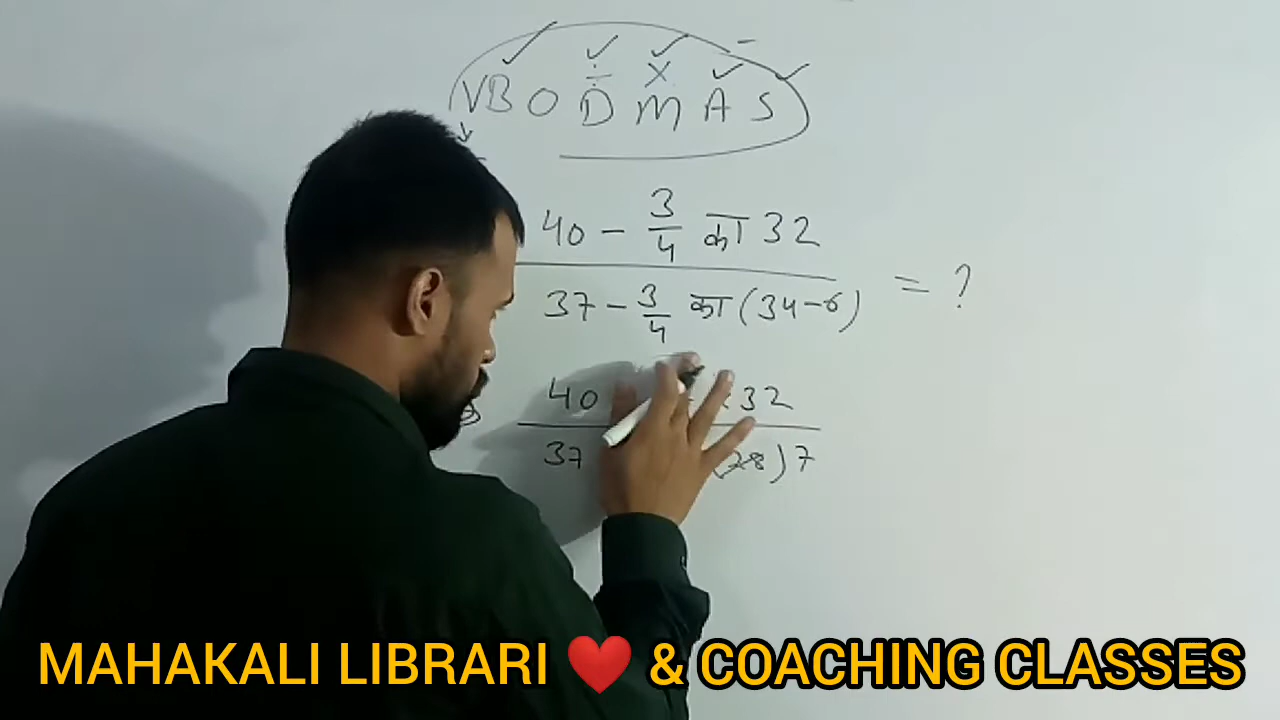 ÷ × -
VBODMAS
40 - 3/4 का 32
37 - 3/4 का (34-6)
= ?
40 32
37 (28) 7
MAHAKALI LIBRARI ❤️ & COACHING CLASSES